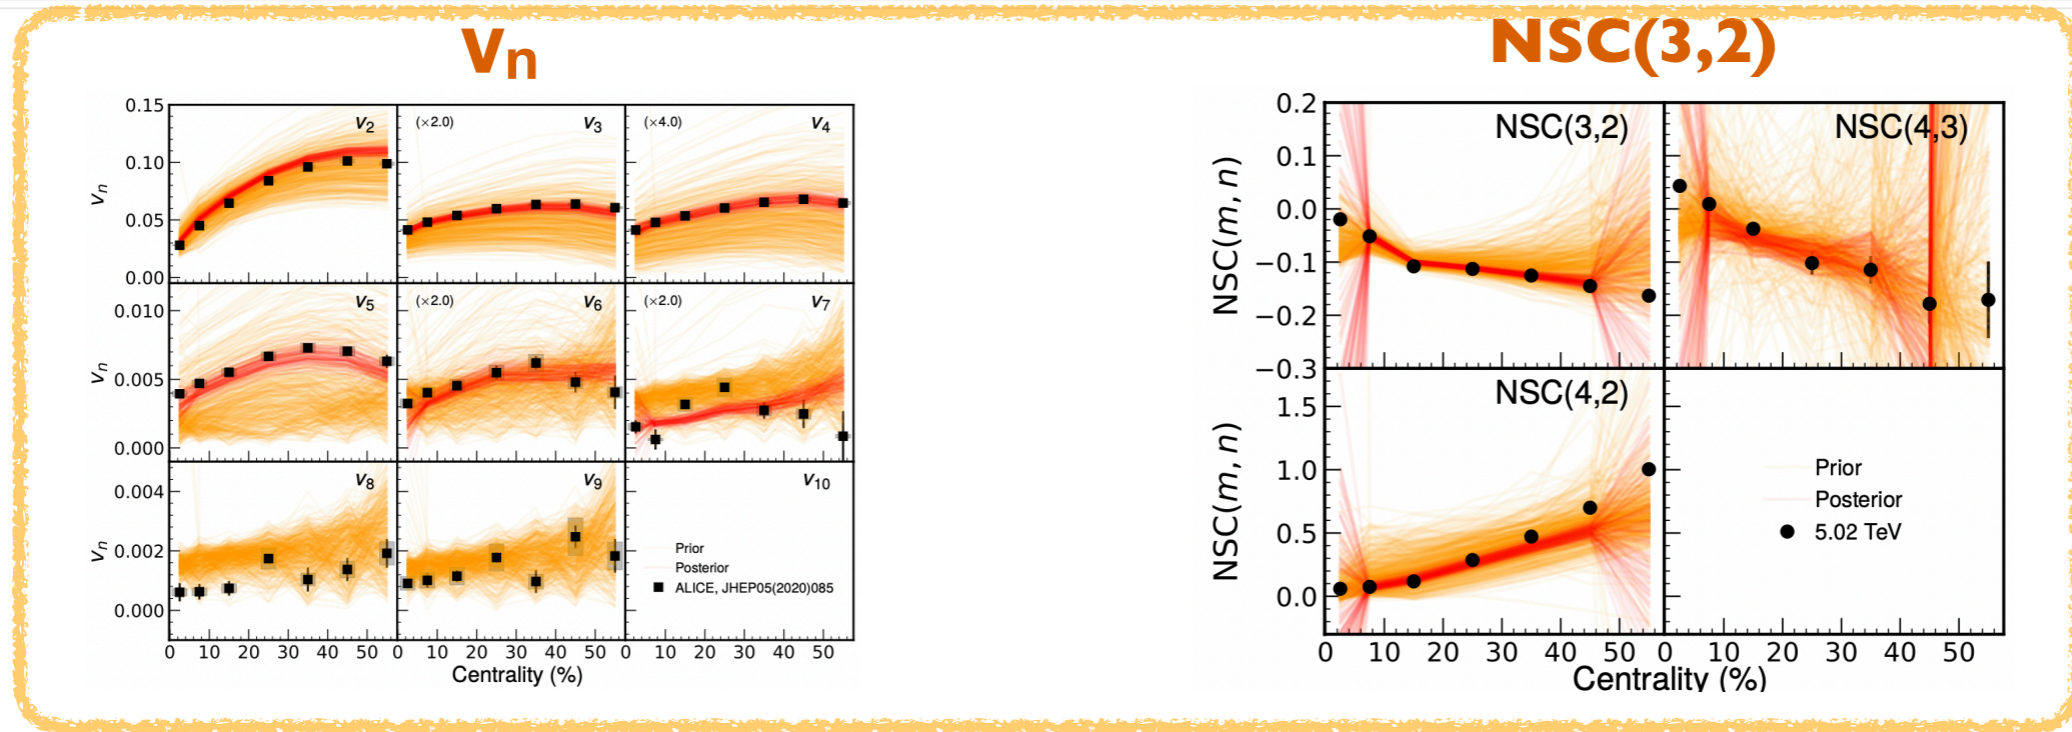 Vn
NSC(3,2)
0.15
0.10
0.05
0.00
vn
v2
(×2.0)
v3
(×4.0)
v4
0.010
0.005
0.000
vn
v5
(×2.0)
v6
(×2.0)
v7
0.004
0.002
0.000
vn
v8
v9
v10
Prior
Posterior
ALICE, JHEP05(2020)085
0 10 20 30 40 50 0 10 20 30 40 50 0 10 20 30 40 50
Centrality (%)
0.2
0.1
0.0
−0.1
−0.2
−0.3
NSC(m, n)
NSC(3,2)
NSC(4,3)
1.5
1.0
0.5
0.0
NSC(m, n)
NSC(4,2)
Prior
Posterior
5.02 TeV
0 10 20 30 40 50 0 10 20 30 40 50
Centrality (%)